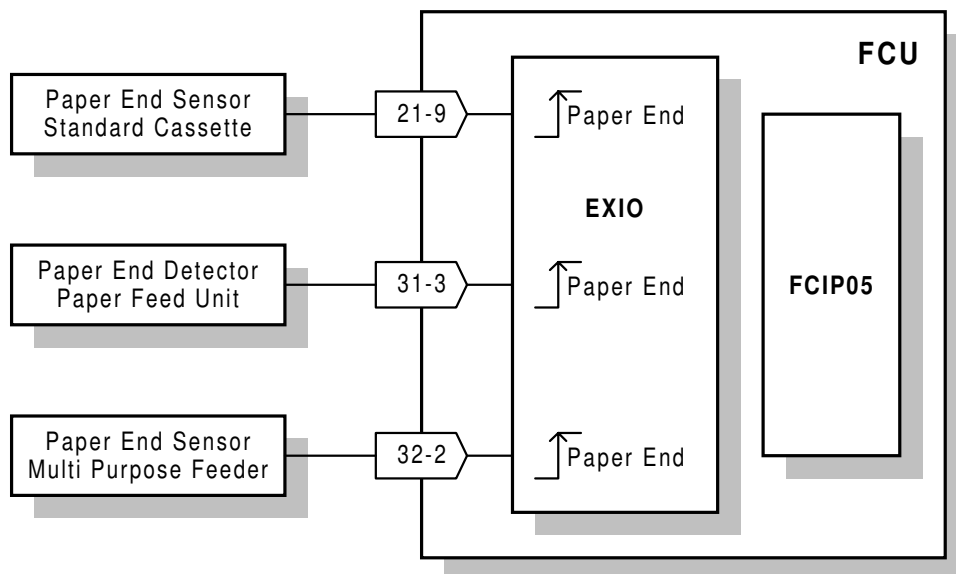 FCU
Paper End Sensor
Standard Cassette
21-9
Paper End
EXIO
Paper End Detector
Paper Feed Unit
31-3
Paper End
FCIP05
Paper End Sensor
Multi Purpose Feeder
32-2
Paper End